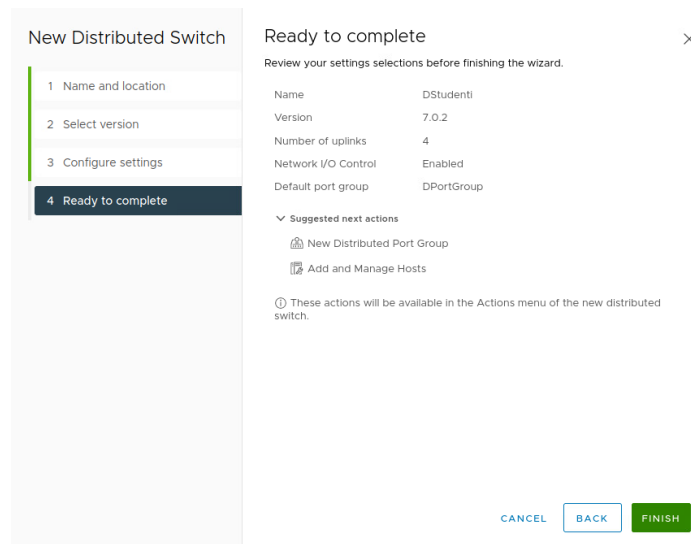 New Distributed Switch
1 Name and location
2 Select version
3 Configure settings
4 Ready to complete
Ready to complete
Review your settings selections before finishing the wizard.
Name DStudenti
Version 7.0.2
Number of uplinks 4
Network I/O Control Enabled
Default port group DPortGroup
Suggested next actions
New Distributed Port Group
Add and Manage Hosts
These actions will be available in the Actions menu of the new distributed
switch.
CANCEL BACK FINISH